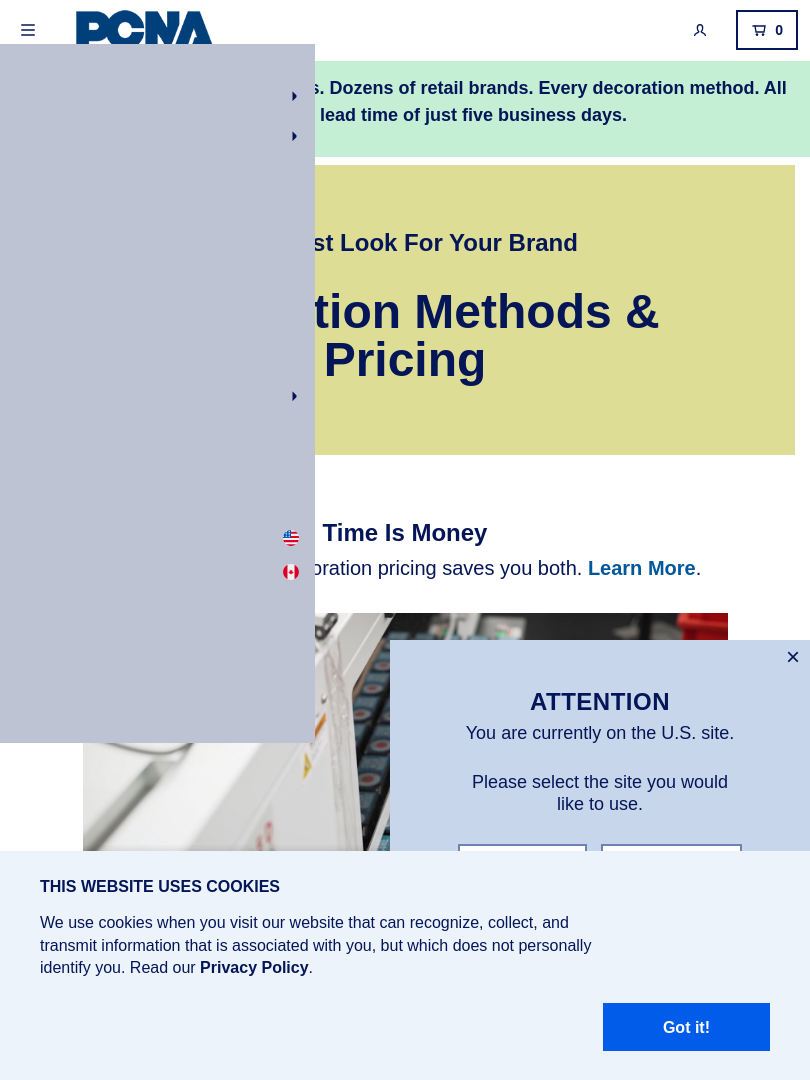 PCNA
0
s. Dozens of retail brands. Every decoration method. All
lead time of just five business days.
st Look For Your Brand
tion Methods &
Pricing
Time Is Money
oration pricing saves you both. Learn More.
ATTENTION
You are currently on the U.S. site.
Please select the site you would
like to use.
THIS WEBSITE USES COOKIES
We use cookies when you visit our website that can recognize, collect, and
transmit information that is associated with you, but which does not personally
identify you. Read our Privacy Policy.
Got it!